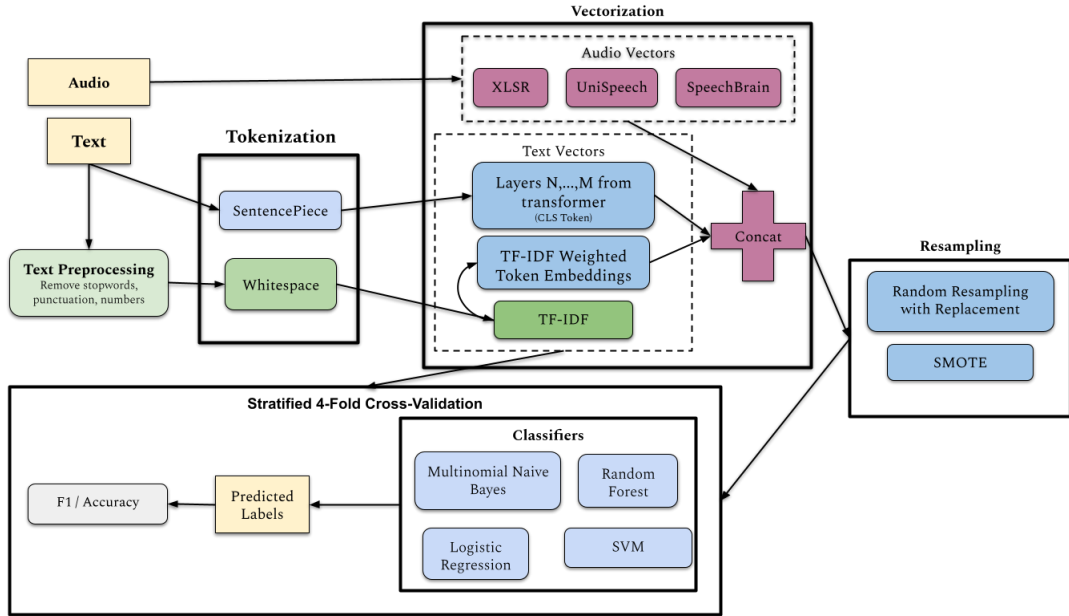 Vectorization
Audio Vectors
Audio
XLSR
UniSpeech
SpeechBrain
Text
Tokenization
Text Vectors
Layers N,...,M from
transformer
(CLS Token)
SentencePiece
Concat
TF-IDF Weighted
Token Embeddings
Text Preprocessing
Remove stopwords,
punctuation, numbers
Whitespace
TF-IDF
Resampling
Random Resampling
with Replacement
SMOTE
Stratified 4-Fold Cross-Validation
Classifiers
Multinomial Naive
Bayes
Random
Forest
Logistic
Regression
SVM
Predicted
Labels
F1 / Accuracy